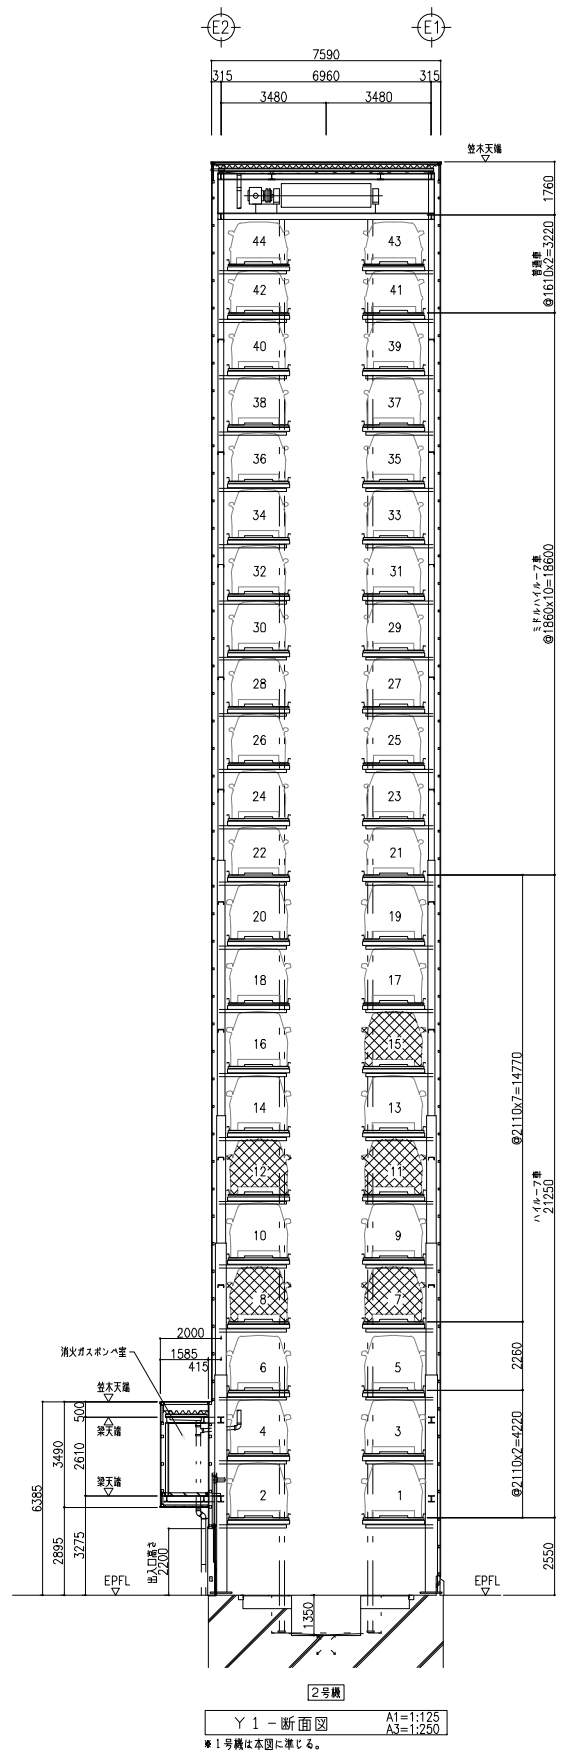 E2 E1
7590
315 6960 315
3480 3480
笠木天端
1760
普通車
@1610x2=3220
44 43
42 41
40 39
38 37
36 35
34 33
ミドルハイルーフ車
@1860x10=18600
32 31
30 29
28 27
26 25
24 23
22 21
20 19
18 17
16 15
14 13
@2110x7=14770
12 11
ハイルーフ車
21250
10 9
8 7
2000
消火ガスボンベ室
1585
415
6 5
2260
笠木天端
500
梁天端
4 3
3490
2610
@2110x2=4220
6385
梁天端
2 1
2895
3275
出入口高さ
2200
2550
EPFL EPFL
1350
2号機
Y1-断面図
A1=1:125
A3=1:250
※1号機は本図に準じる。